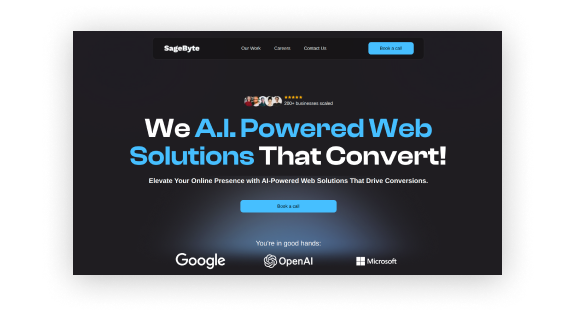 SageByte
Our Work
Careers
Contact Us
Book a call
★★★★★
200+ businesses scaled
We A.I. Powered Web
Solutions That Convert!
Elevate Your Online Presence with AI-Powered Web Solutions That Drive Conversions.
Book a call
You're in good hands:
Google
OpenAI
Microsoft